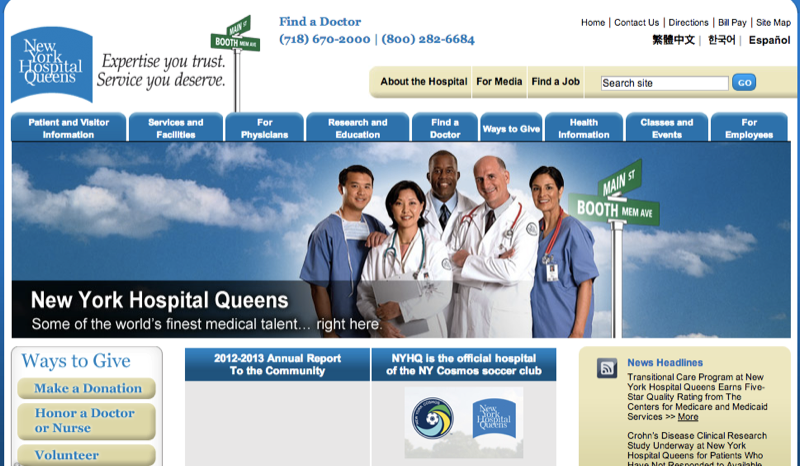 New
York
Hospital
Queens
Expertise you trust.
Service you deserve.
MAIN ST
BOOTH MEM AVE
Find a Doctor
(718) 670-2000 | (800) 282-6684
Home | Contact Us | Directions | Bill Pay | Site Map
繁體中文 | 한국어 | Español
About the Hospital | For Media | Find a Job
Search site
GO
Patient and Visitor
Information
Services and
Facilities
For
Physicians
Research and
Education
Find a
Doctor
Ways to Give
Health
Information
Classes and
Events
For
Employees
MAIN ST
BOOTH MEM AVE
New York Hospital Queens
Some of the world's finest medical talent... right here.
Ways to Give
Make a Donation
Honor a Doctor
or Nurse
Volunteer
2012-2013 Annual Report
To the Community
NYHQ is the official hospital
of the NY Cosmos soccer club
NEW YORK COSMOS
New
York
Hospital
Queens
News Headlines
Transitional Care Program at New
York Hospital Queens Earns Five-
Star Quality Rating from The
Centers for Medicare and Medicaid
Services >> More
Crohn's Disease Clinical Research
Study Underway at New York
Hospital Queens for Patients Who
Have Not Responded to Available